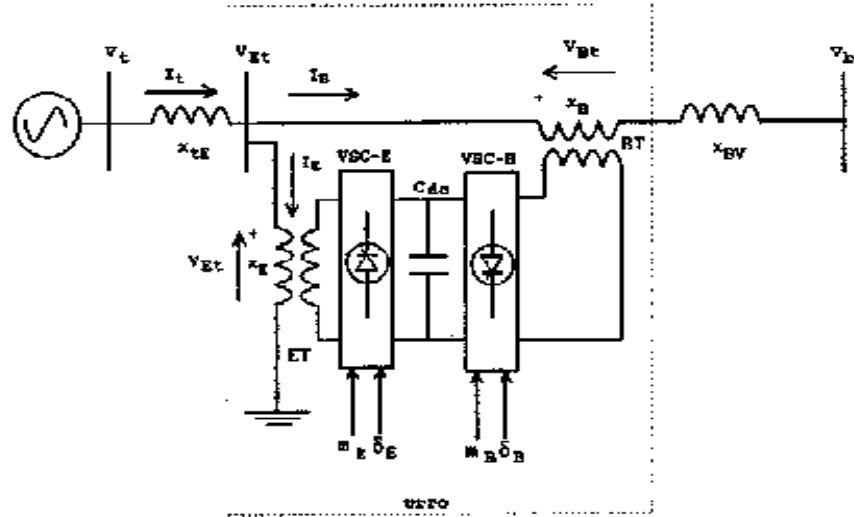 V_t
V_Et
V_Bt
V_b
I_t
I_B
x_tE
x_B
BT
x_BV
I_E
VSC-E
VSC-B
C_dc
V_Et
x_E
ET
m_E δ_E
m_B δ_B
UPFC